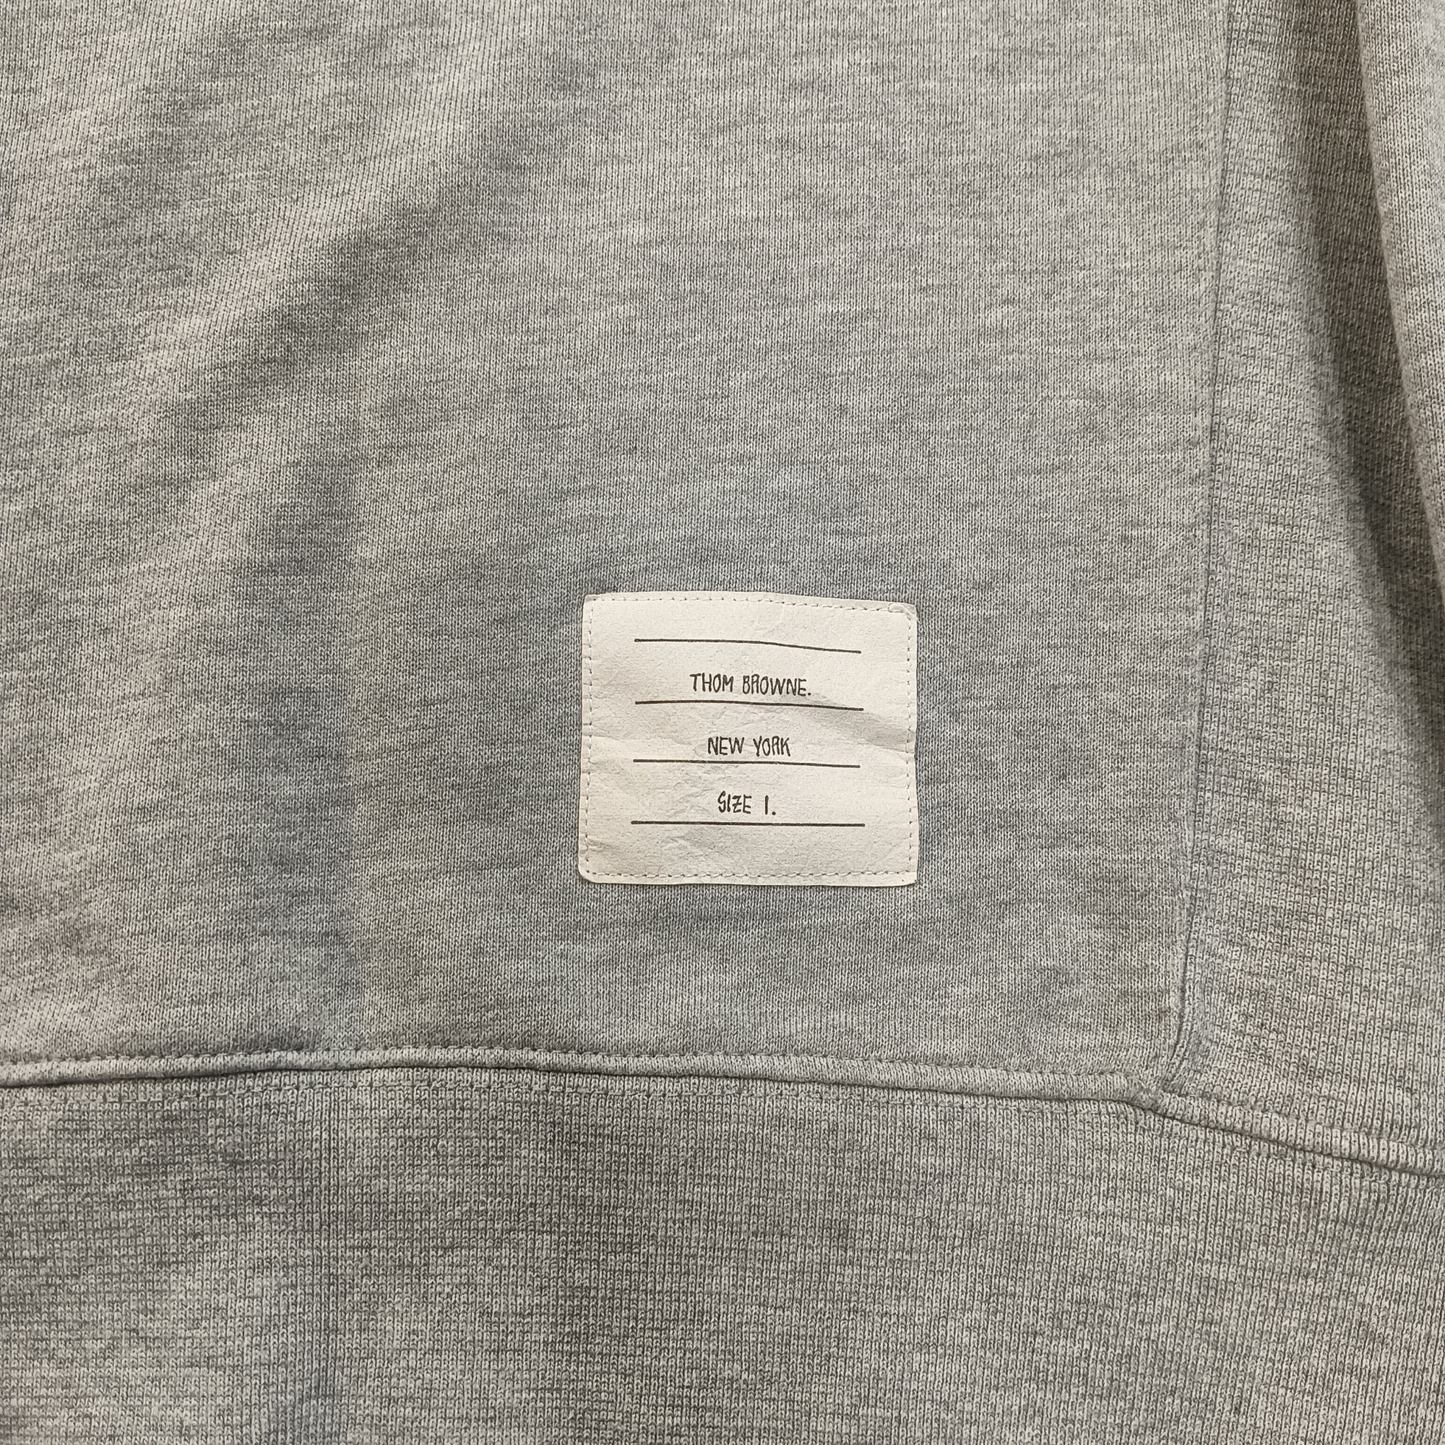 THOM BROWNE.
NEW YORK
SIZE 1.